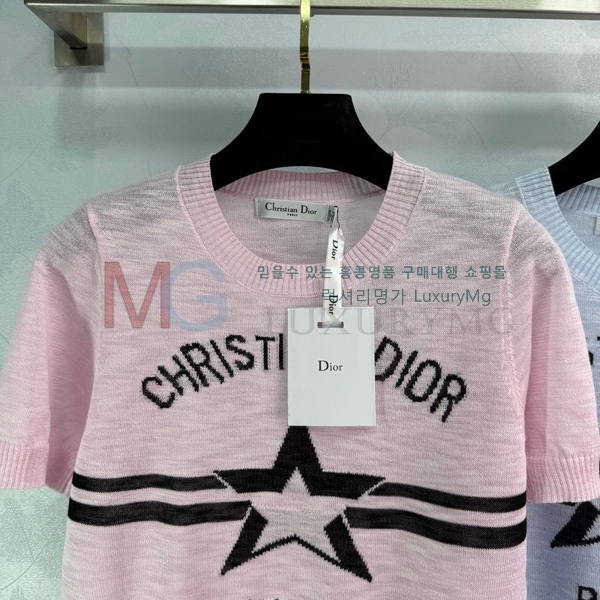 Christian Dior
PARIS
Dior
믿을수 있는 홍콩명품 구매대행 쇼핑몰
럭셔리명가 LuxuryMg
MG
LUXURYMG
Dior
CHRISTI
DIOR
Dior